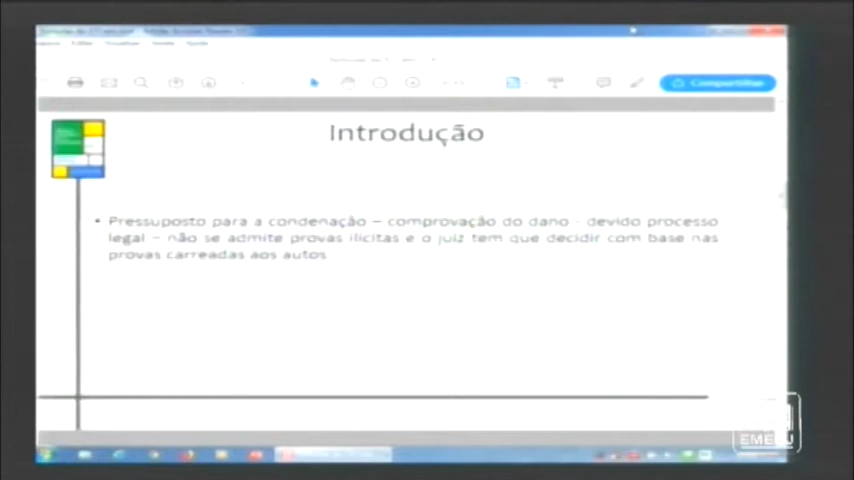 Compartilhar
Introdução
• Pressuposto para a condenação – comprovação do dano - devido processo
legal – não se admite provas ilícitas e o juiz tem que decidir com base nas
provas carreadas aos autos